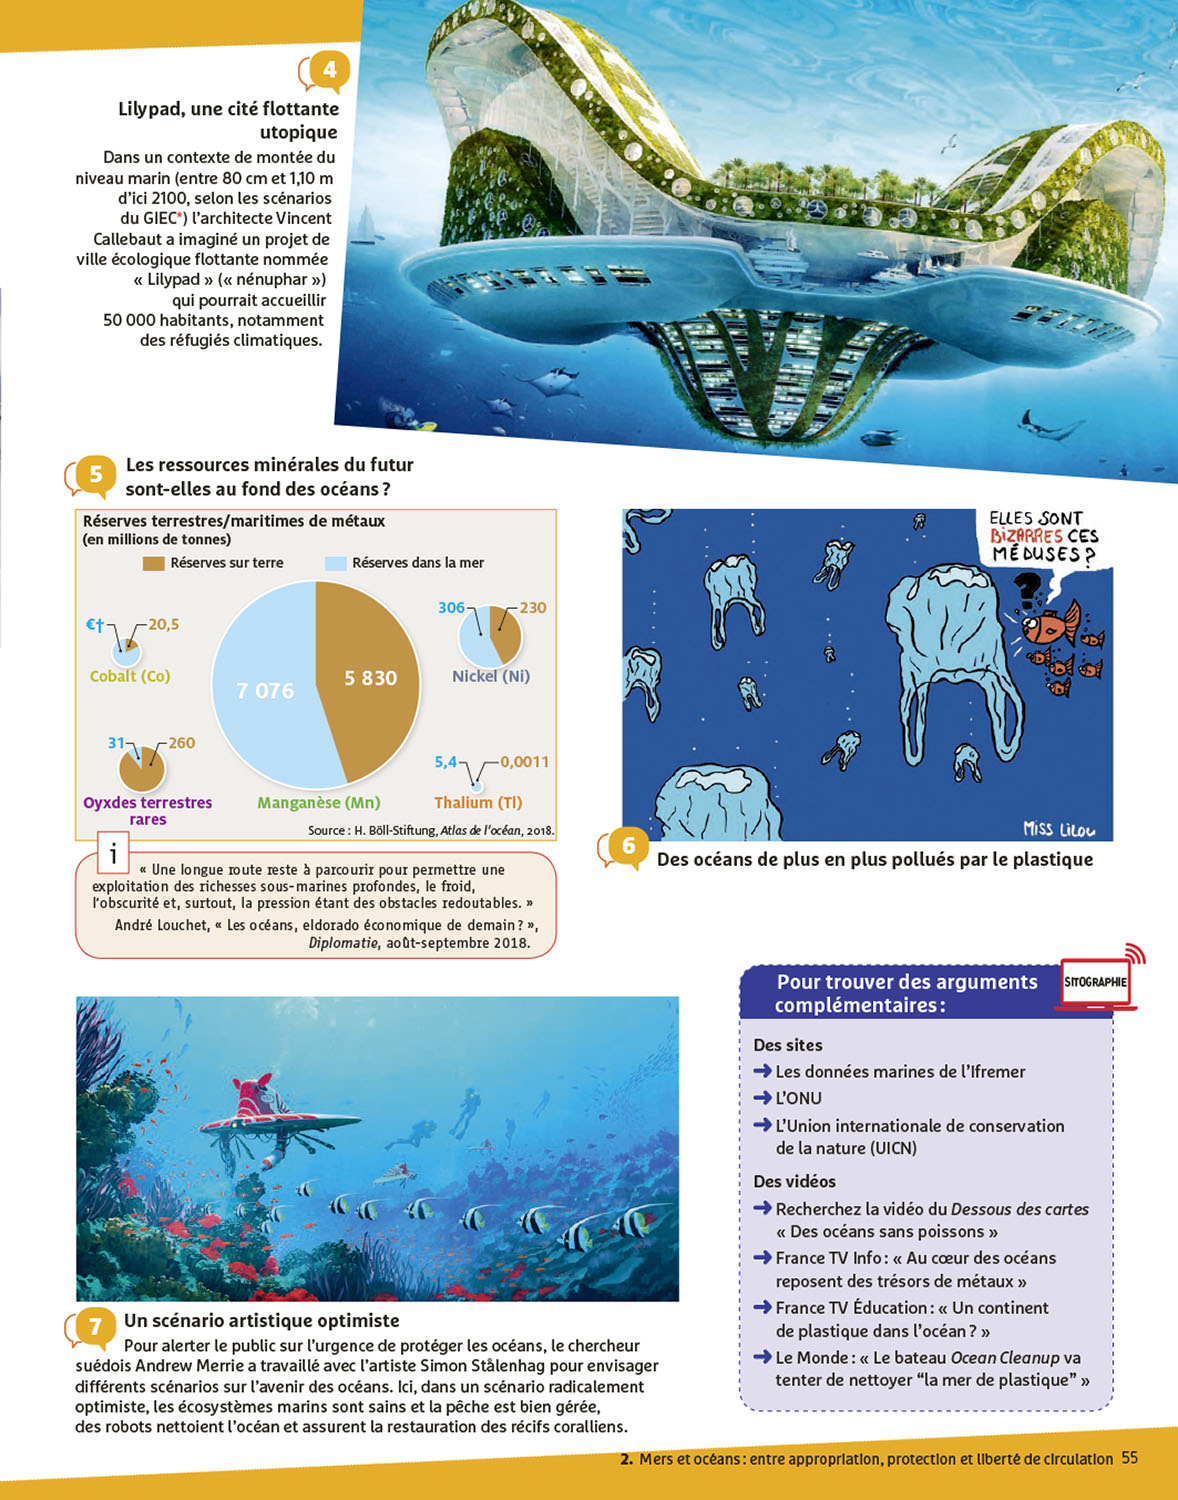 4
Lilypad, une cité flottante
utopique
Dans un contexte de montée du
niveau marin (entre 80 cm et 1,10 m
d'ici 2100, selon les scénarios
du GIEC*) l'architecte Vincent
Callebaut a imaginé un projet de
ville écologique flottante nommée
« Lilypad » (« nénuphar »)
qui pourrait accueillir
50 000 habitants, notamment
des réfugiés climatiques.
5
Les ressources minérales du futur
sont-elles au fond des océans ?
Réserves terrestres/maritimes de métaux
(en millions de tonnes)
Réserves sur terre
Réserves dans la mer
€†
20,5
Cobalt (Co)
7 076
5 830
Manganèse (Mn)
306
230
Nickel (Ni)
31
260
Oyxdes terrestres
rares
5,4
0,0011
Thalium (Tl)
Source : H. Böll-Stiftung, Atlas de l'océan, 2018.
i
« Une longue route reste à parcourir pour permettre une
exploitation des richesses sous-marines profondes, le froid,
l'obscurité et, surtout, la pression étant des obstacles redoutables. »
André Louchet, « Les océans, eldorado économique de demain ? »,
Diplomatie, août-septembre 2018.
ELLES SONT
BIZARRES CES
MÉDUSES ?
?
MISS LILOU
6
Des océans de plus en plus pollués par le plastique
7
Un scénario artistique optimiste
Pour alerter le public sur l'urgence de protéger les océans, le chercheur
suédois Andrew Merrie a travaillé avec l'artiste Simon Stålenhag pour envisager
différents scénarios sur l'avenir des océans. Ici, dans un scénario radicalement
optimiste, les écosystèmes marins sont sains et la pêche est bien gérée,
des robots nettoient l'océan et assurent la restauration des récifs coralliens.
Pour trouver des arguments
complémentaires :
SITOGRAPHIE
Des sites
➜ Les données marines de l'Ifremer
➜ L'ONU
➜ L'Union internationale de conservation
de la nature (UICN)
Des vidéos
➜ Recherchez la vidéo du Dessous des cartes
« Des océans sans poissons »
➜ France TV Info : « Au cœur des océans
reposent des trésors de métaux »
➜ France TV Éducation : « Un continent
de plastique dans l'océan ? »
➜ Le Monde : « Le bateau Ocean Cleanup va
tenter de nettoyer “la mer de plastique” »
2. Mers et océans : entre appropriation, protection et liberté de circulation 55